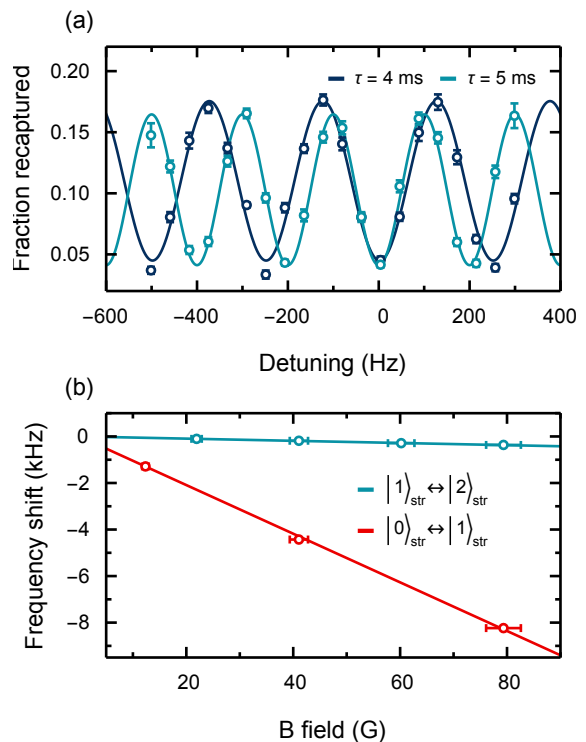 (a)
0.20
0.15
0.10
0.05
Fraction recaptured
τ = 4 ms
τ = 5 ms
−600
−400
−200
0
200
400
Detuning (Hz)
(b)
0
−2
−4
−6
−8
Frequency shift (kHz)
|1⟩str ↔ |2⟩str
|0⟩str ↔ |1⟩str
20
40
60
80
B field (G)